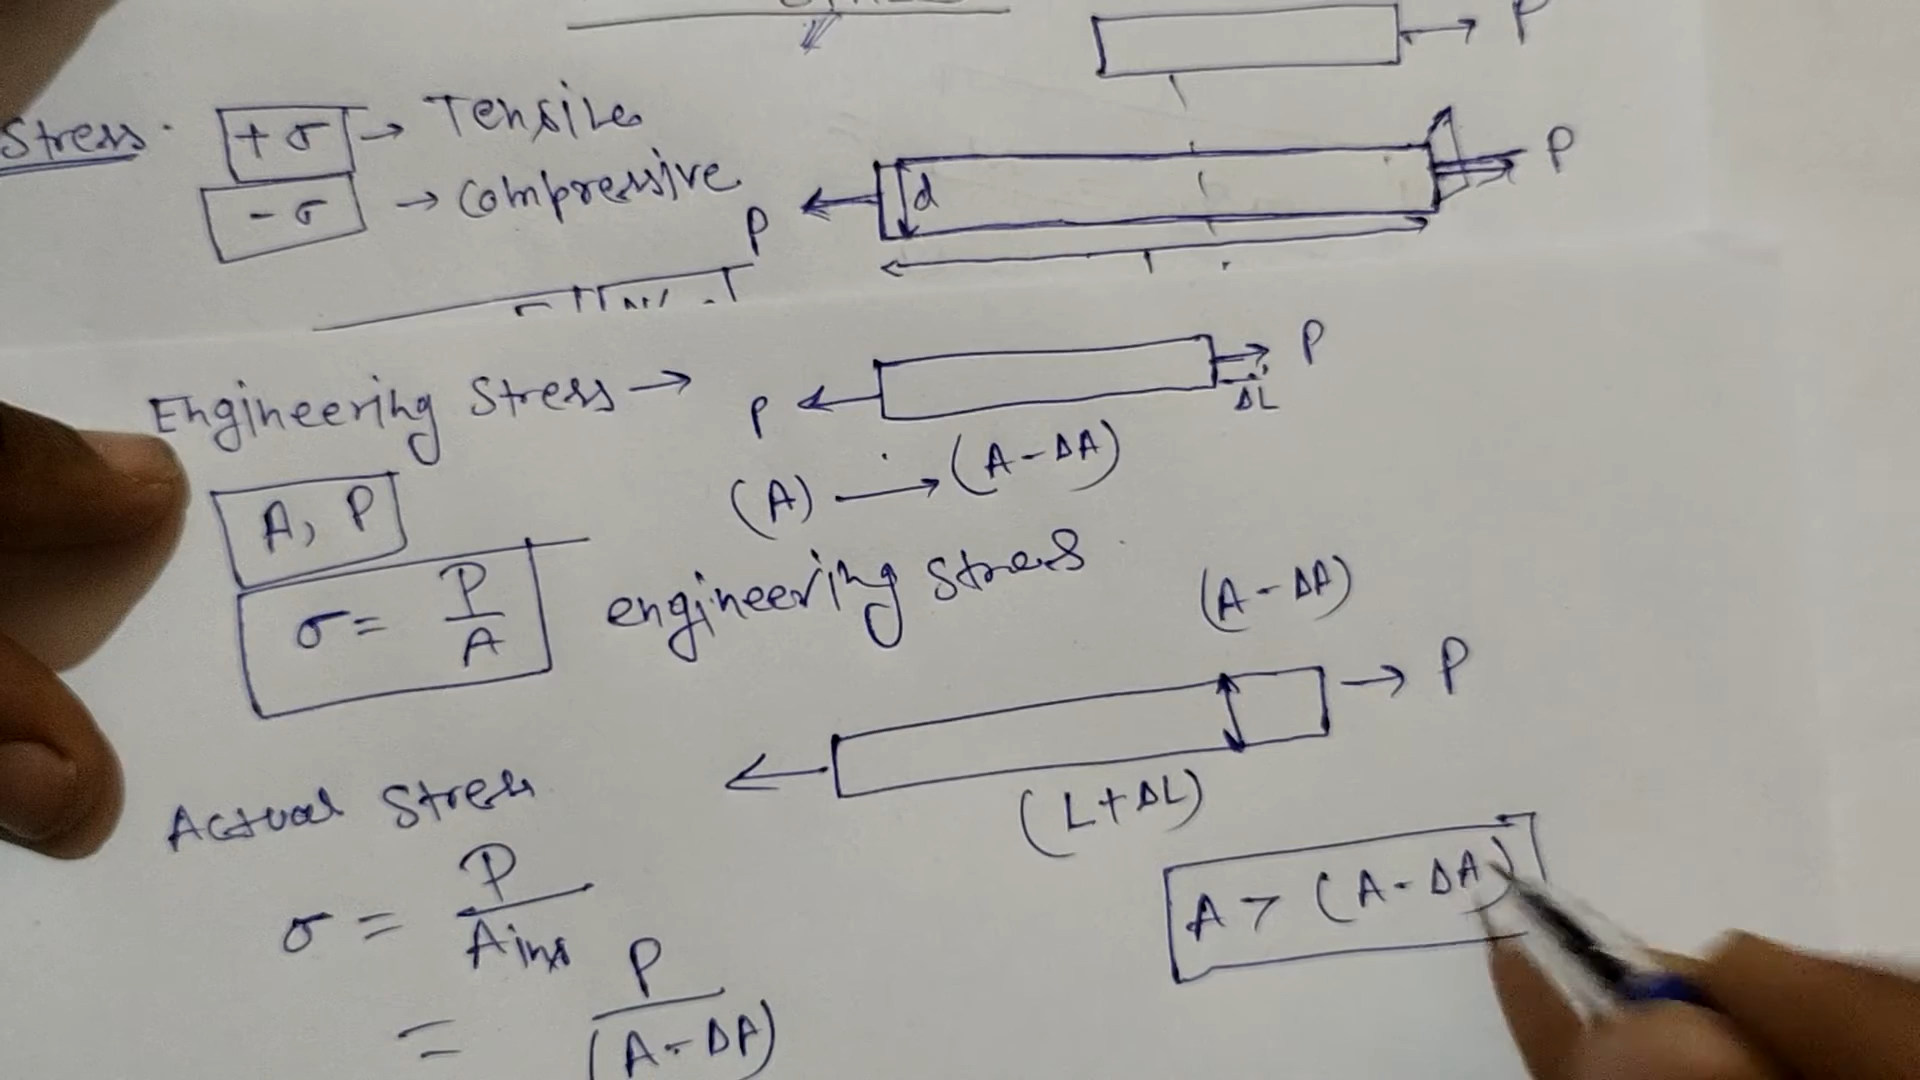 P
Stress. +σ → Tensile
-σ → Compressive
P d P
Engineering Stress →
P P
ΔL
(A) → (A-ΔA)
A, P
σ = P/A engineering stress
(A-ΔA)
P
(L+ΔL)
Actual Stress
A > (A-ΔA)
σ = P/Ains
= P/(A-ΔA)